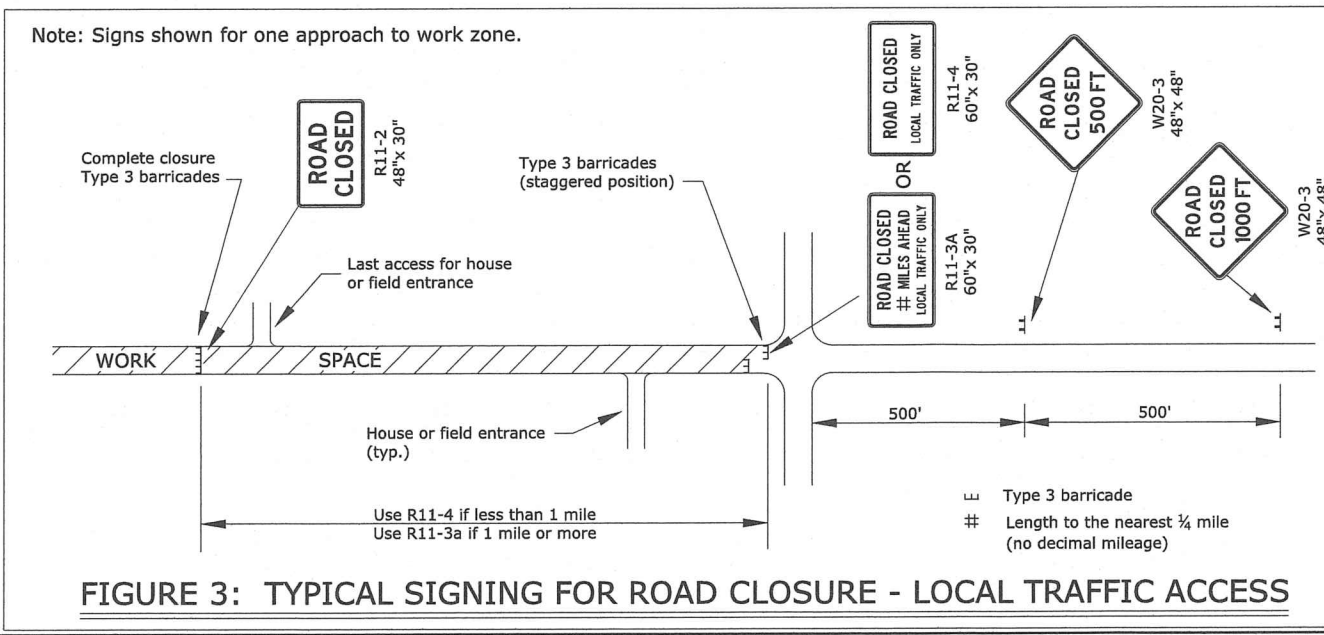 Note: Signs shown for one approach to work zone.
ROAD
CLOSED
R11-2
48"x 30"
Complete closure
Type 3 barricades
Last access for house
or field entrance
Type 3 barricades
(staggered position)
ROAD CLOSED
LOCAL TRAFFIC ONLY
R11-4
60"x 30"
OR
ROAD CLOSED
# MILES AHEAD
LOCAL TRAFFIC ONLY
R11-3A
60"x 30"
ROAD
CLOSED
500 FT
W20-3
48"x 48"
ROAD
CLOSED
1000 FT
W20-3
48"x 48"
WORK
SPACE
House or field entrance
(typ.)
500'
500'
Use R11-4 if less than 1 mile
Use R11-3a if 1 mile or more
Type 3 barricade
# Length to the nearest ¼ mile
(no decimal mileage)
FIGURE 3: TYPICAL SIGNING FOR ROAD CLOSURE - LOCAL TRAFFIC ACCESS